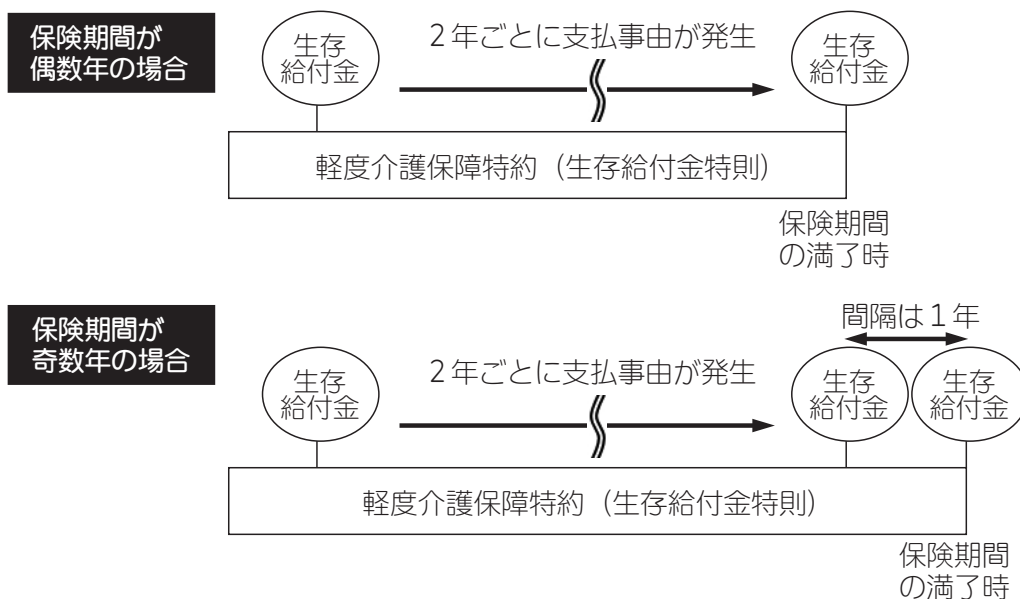 保険期間が
偶数年の場合
生存
給付金
２年ごとに支払事由が発生
生存
給付金
軽度介護保障特約（生存給付金特則）
保険期間
の満了時
保険期間が
奇数年の場合
間隔は１年
生存
給付金
２年ごとに支払事由が発生
生存
給付金
生存
給付金
軽度介護保障特約（生存給付金特則）
保険期間
の満了時